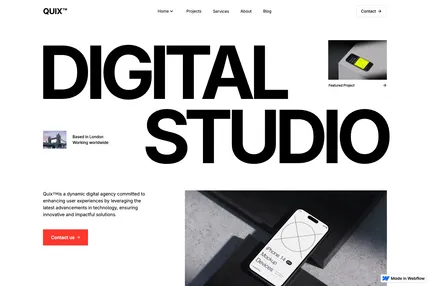 QUIX™
Home
Projects
Services
About
Blog
Contact →
DIGITAL
STUDIO
Featured Project →
Based in London
Working worldwide
Quix™is a dynamic digital agency committed to
enhancing user experiences by leveraging the
latest advancements in technology, ensuring
innovative and impactful solutions.
Contact us →
iPhone 14
Mockup
Devices
Made in Webflow